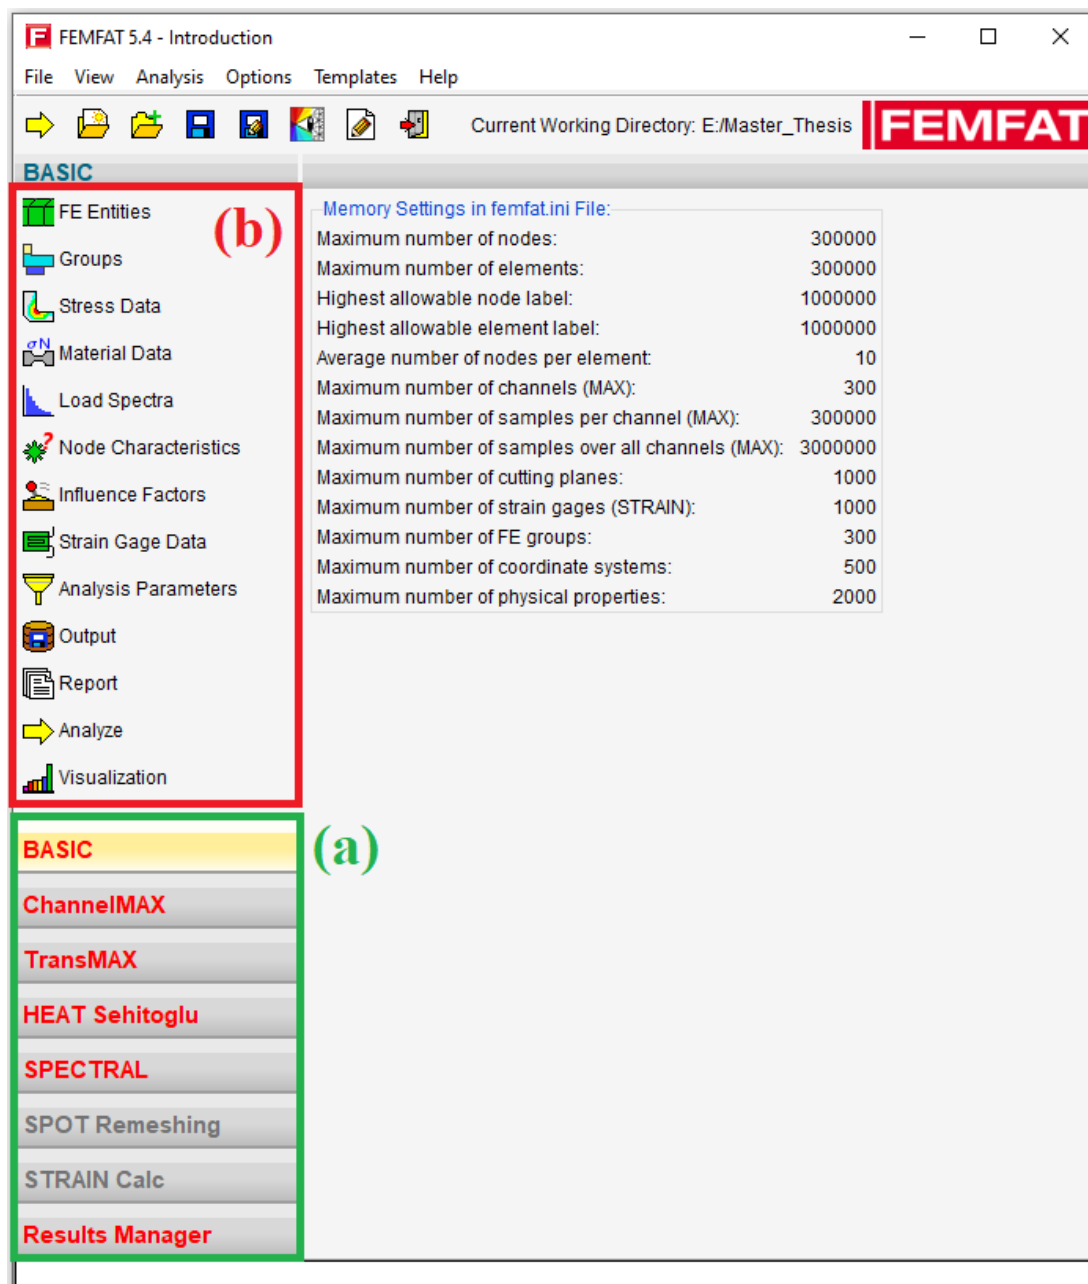 FEMFAT 5.4 - Introduction
File View Analysis Options Templates Help
Current Working Directory: E:/Master_Thesis
FEMFAT
BASIC
FE Entities
(b)
Groups
Stress Data
σN
Material Data
Load Spectra
Node Characteristics
Influence Factors
Strain Gage Data
Analysis Parameters
Output
Report
Analyze
Visualization
Memory Settings in femfat.ini File:
Maximum number of nodes: 300000
Maximum number of elements: 300000
Highest allowable node label: 1000000
Highest allowable element label: 1000000
Average number of nodes per element: 10
Maximum number of channels (MAX): 300
Maximum number of samples per channel (MAX): 300000
Maximum number of samples over all channels (MAX): 3000000
Maximum number of cutting planes: 1000
Maximum number of strain gages (STRAIN): 1000
Maximum number of FE groups: 300
Maximum number of coordinate systems: 500
Maximum number of physical properties: 2000
(a)
BASIC
ChannelMAX
TransMAX
HEAT Sehitoglu
SPECTRAL
SPOT Remeshing
STRAIN Calc
Results Manager